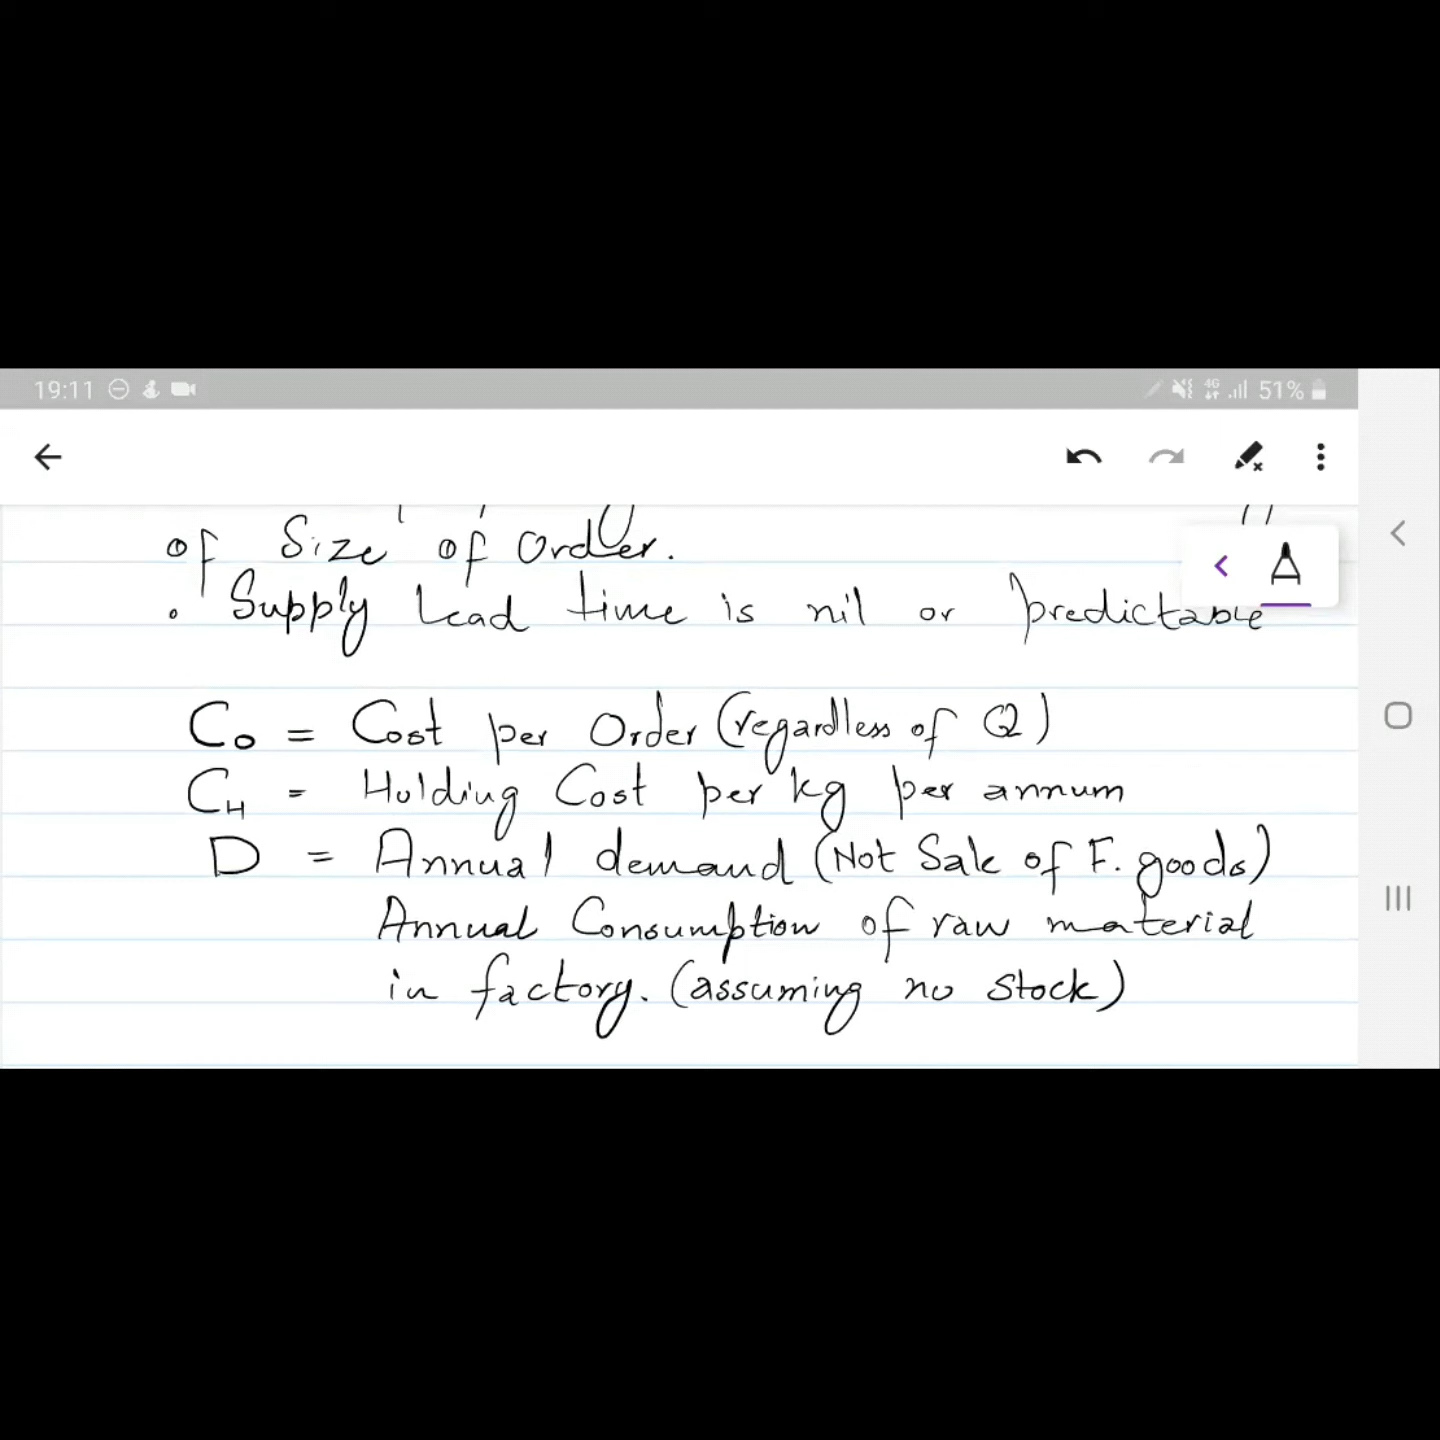 19:11 4G 51%
of Size of Order.
. Supply Lead time is nil or predictable
Co = Cost per Order (regardless of Q)
CH = Holding Cost per kg per annum
D = Annual demand (Not Sale of F. goods)
Annual Consumption of raw material
in factory. (assuming no stock)